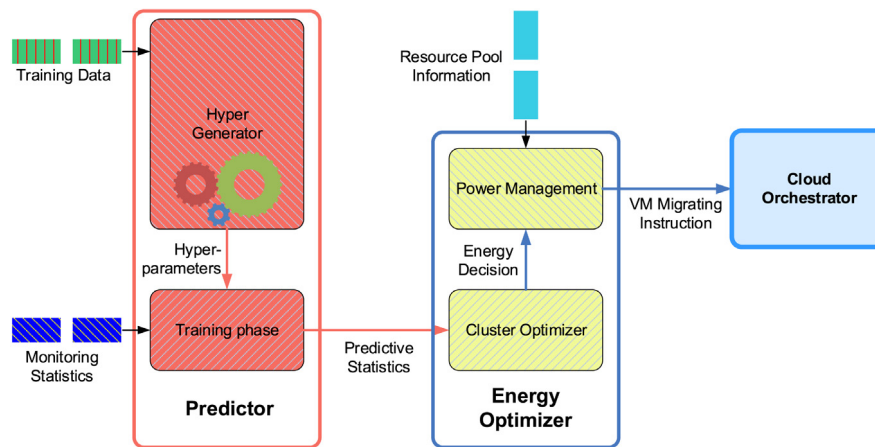 Training Data
Hyper
Generator
Resource Pool
Information
Power Management
Cloud
Orchestrator
VM Migrating
Instruction
Hyper-
parameters
Energy
Decision
Training phase
Cluster Optimizer
Monitoring
Statistics
Predictive
Statistics
Predictor
Energy
Optimizer